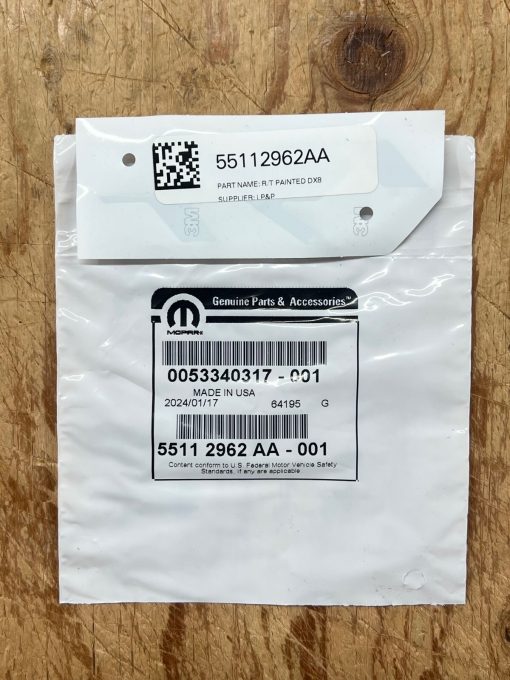 55112962AA
PART NAME: R/T PAINTED DX8
SUPPLIER: LP&P
3M
3M
Genuine Parts & Accessories™
MOPAR
0053340317 - 001
MADE IN USA
2024/01/17 64195 G
5511 2962 AA - 001
Content conform to U.S. Federal Motor Vehicle Safety
Standards, if any are applicable